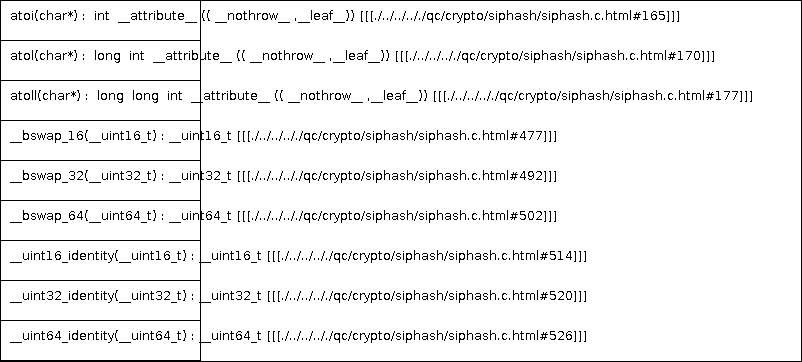 atoi(char*) : int __attribute__ (( __nothrow__ ,__leaf__)) [[[./../../../qc/crypto/siphash/siphash.c.html#165]]]
atol(char*) : long int __attribute__ (( __nothrow__ ,__leaf__)) [[[./../../../qc/crypto/siphash/siphash.c.html#170]]]
atoll(char*) : long long int __attribute__ (( __nothrow__ ,__leaf__)) [[[./../../../qc/crypto/siphash/siphash.c.html#177]]]
__bswap_16(__uint16_t) : __uint16_t [[[./../../../qc/crypto/siphash/siphash.c.html#477]]]
__bswap_32(__uint32_t) : __uint32_t [[[./../../../qc/crypto/siphash/siphash.c.html#492]]]
__bswap_64(__uint64_t) : __uint64_t [[[./../../../qc/crypto/siphash/siphash.c.html#502]]]
__uint16_identity(__uint16_t) : __uint16_t [[[./../../../qc/crypto/siphash/siphash.c.html#514]]]
__uint32_identity(__uint32_t) : __uint32_t [[[./../../../qc/crypto/siphash/siphash.c.html#520]]]
__uint64_identity(__uint64_t) : __uint64_t [[[./../../../qc/crypto/siphash/siphash.c.html#526]]]